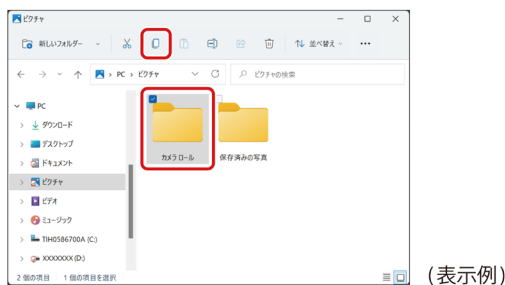 ピクチャ
新しいフォルダー
並べ替え
PC > ピクチャ
ピクチャの検索
PC
ダウンロード
デスクトップ
ドキュメント
ピクチャ
ビデオ
ミュージック
TIH0586700A (C:)
XXXXXXX (D:)
カメラ ロール
保存済みの写真
2 個の項目
1 個の項目を選択
(表示例)